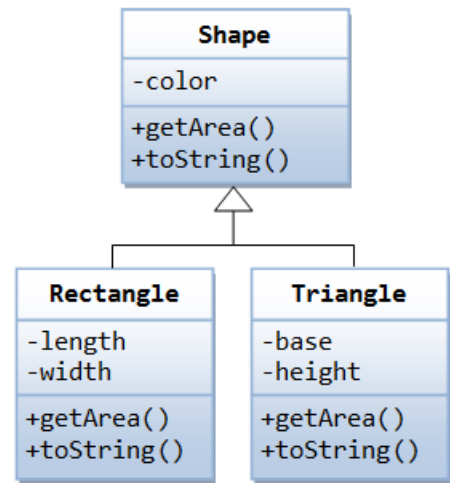 Shape
-color
+getArea()
+toString()
Rectangle
-length
-width
+getArea()
+toString()
Triangle
-base
-height
+getArea()
+toString()